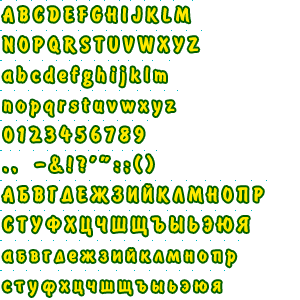 ABCDEFGHIJKLM
NOPQRSTUVWXYZ
abcdefghijklm
nopqrstuvwxyz
0123456789
., -&!?'":;()
АБВГДЕЖЗИЙКЛМНОПР
СТУФХЦЧШЩЪЫЬЭЮЯ
абвгдежзийклмнопр
стуфхцчшщъыьэюя